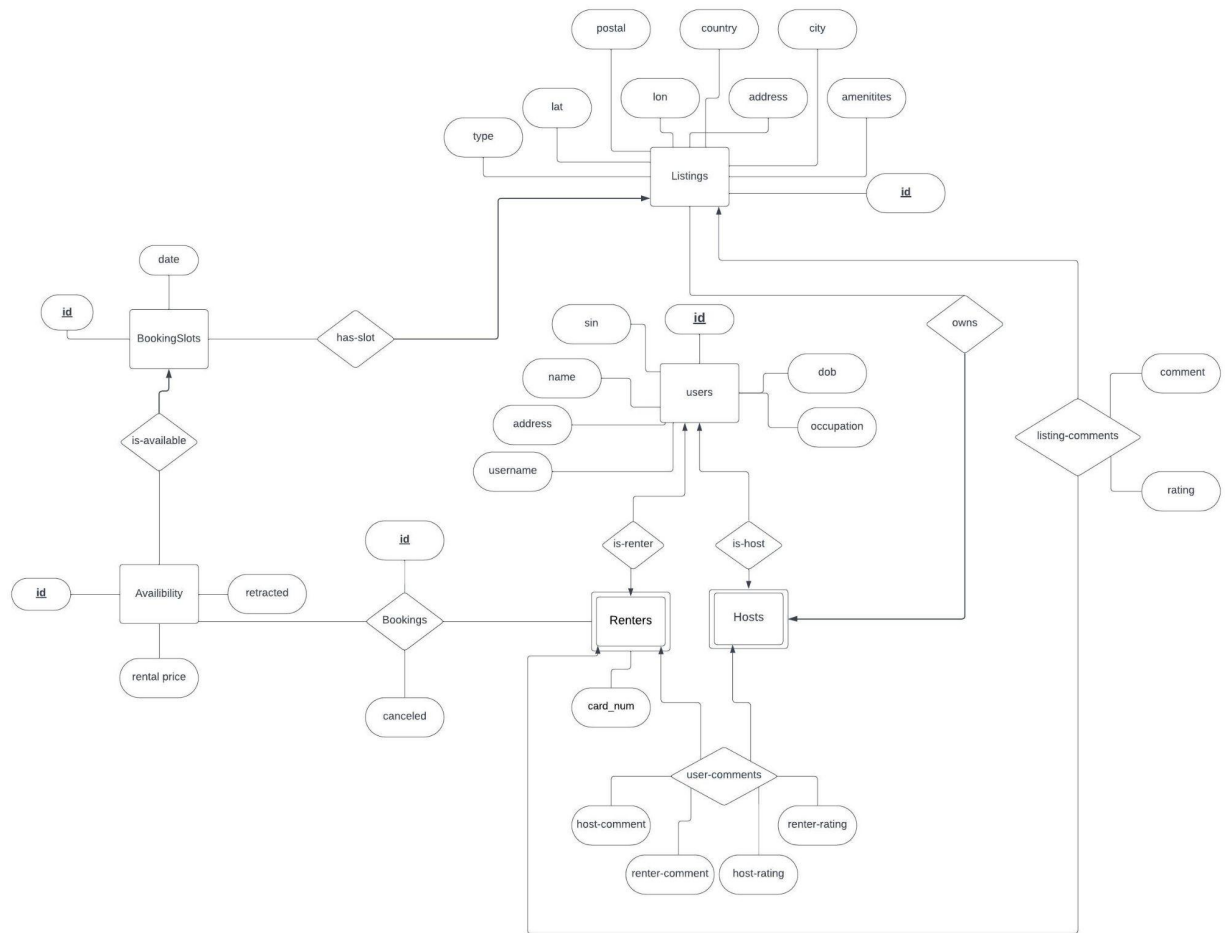 postal
country
city
lat
lon
address
amenitites
type
Listings
id
date
id
BookingSlots
has-slot
sin
id
owns
name
users
dob
comment
address
occupation
is-available
listing-comments
username
rating
id
is-renter
is-host
id
Availibility
retracted
Bookings
Renters
Hosts
rental price
canceled
card_num
user-comments
host-comment
renter-rating
renter-comment
host-rating